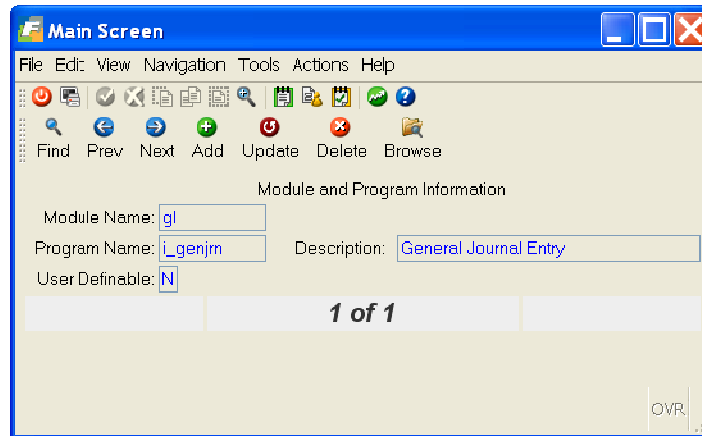 Main Screen
File Edit View Navigation Tools Actions Help
Find Prev Next Add Update Delete Browse
Module and Program Information
Module Name: gl
Program Name: i_genjrn Description: General Journal Entry
User Definable: N
1 of 1
OVR